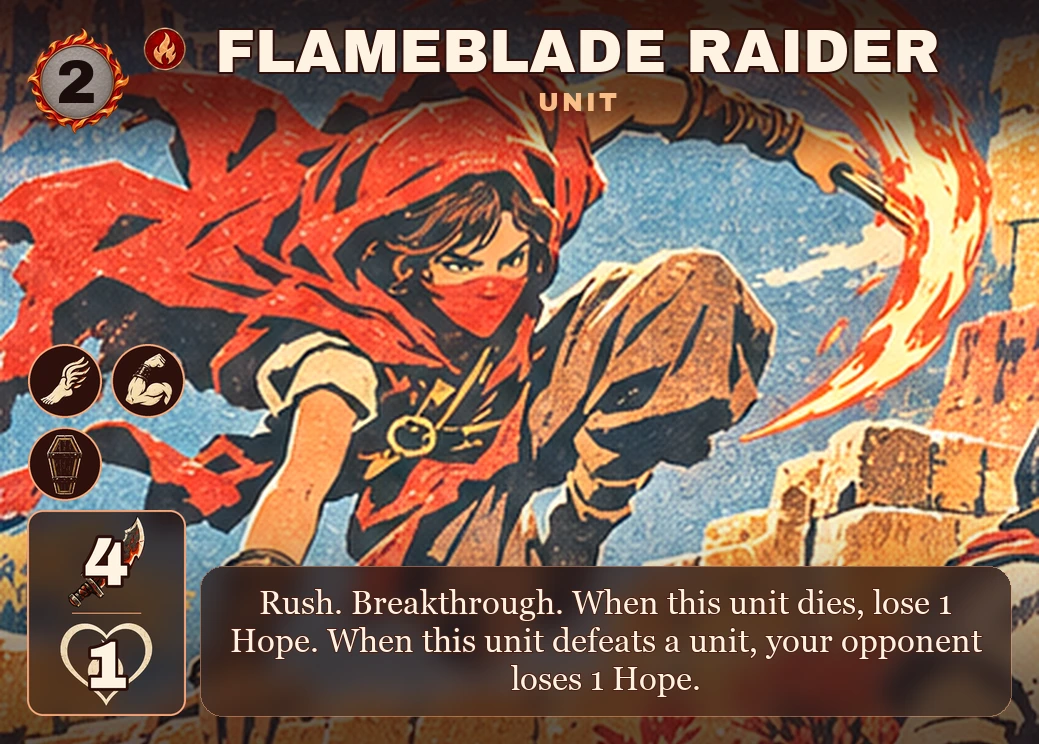 2
FLAMEBLADE RAIDER
UNIT
4
1
Rush. Breakthrough. When this unit dies, lose 1
Hope. When this unit defeats a unit, your opponent
loses 1 Hope.